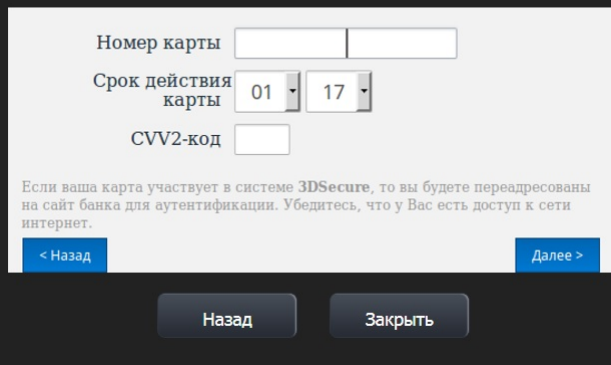 Номер карты
Срок действия
карты
01 17
CVV2-код
Если ваша карта участвует в системе 3DSecure, то вы будете переадресованы
на сайт банка для аутентификации. Убедитесь, что у Вас есть доступ к сети
интернет.
< Назад Далее >
Назад Закрыть